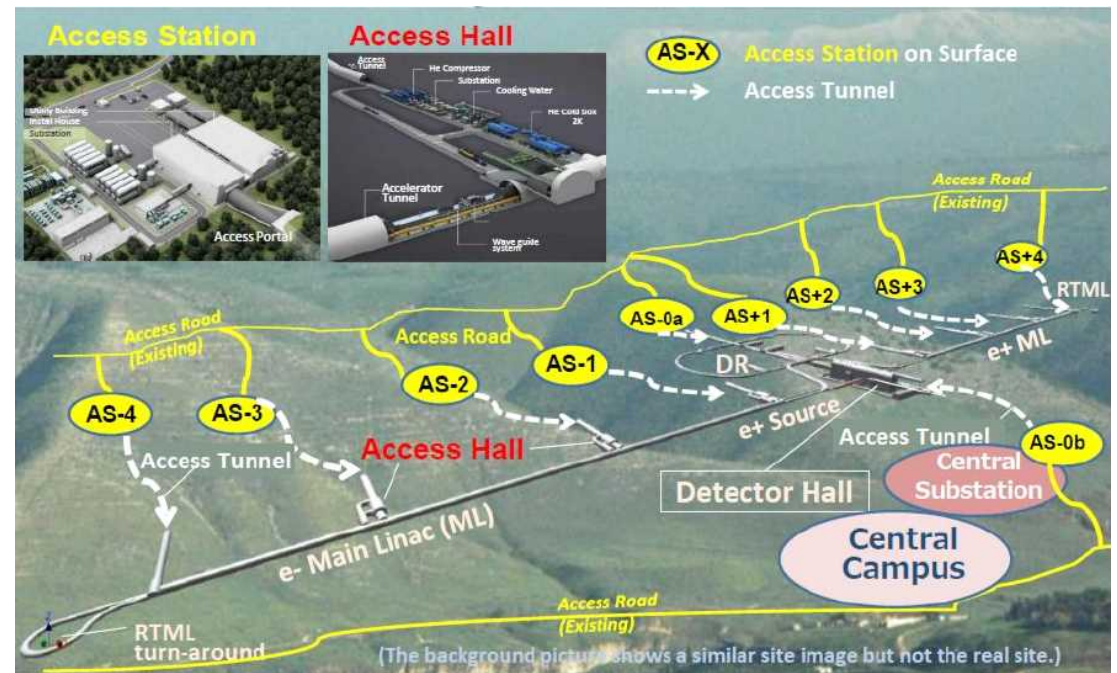 Access Station
Utility Building
Install House
Substation
Access Portal
Access Hall
Access
Tunnel
He Compressor
Substation
Cooling Water
He Cold Box
2K
Accelerator
Tunnel
Wave guide
system
AS-X
Access Station on Surface
Access Tunnel
Access Road
(Existing)
AS+4
AS+3
AS+2
RTML
AS-0a
AS+1
e+ ML
Access Road
(Existing)
Access Road
AS-1
DR
AS-2
e+ Source
AS-4
AS-3
Access Tunnel
AS-0b
Access Tunnel
Access Hall
Central
Substation
Detector Hall
e- Main Linac (ML)
Central
Campus
Access Road
(Existing)
RTML
turn-around
(The background picture shows a similar site image but not the real site.)